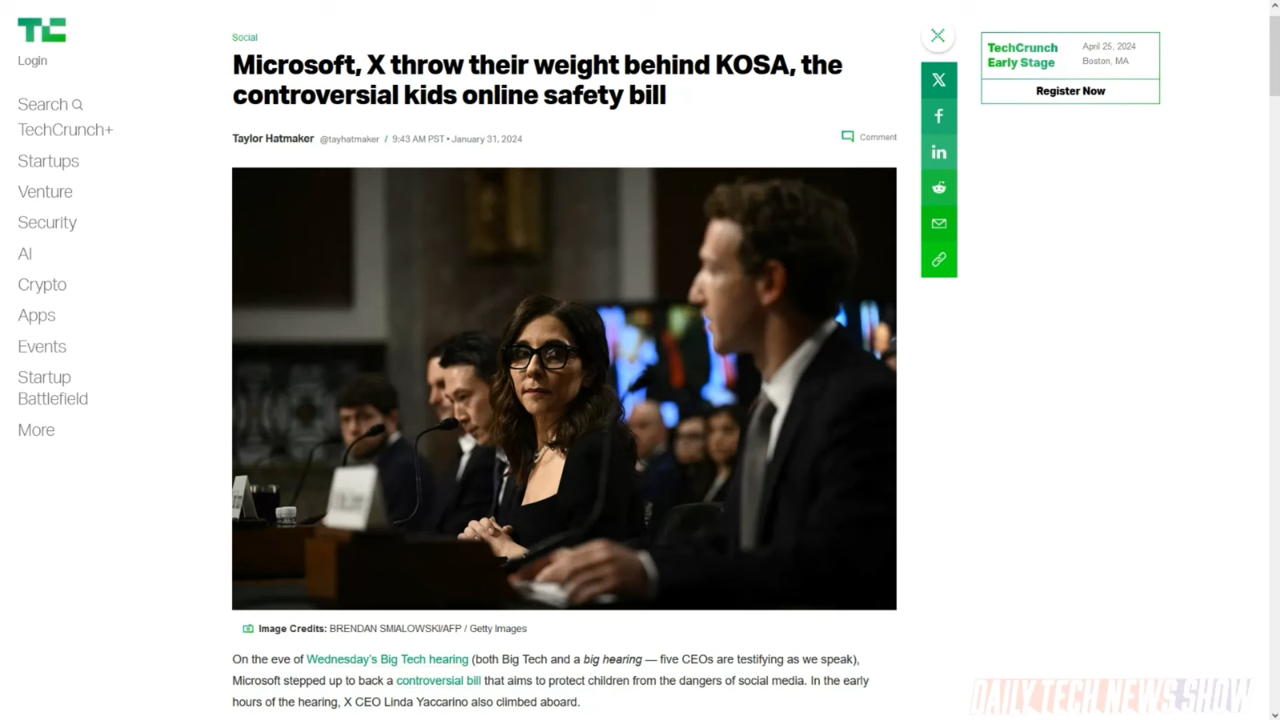 TC
Login
Search
TechCrunch+
Startups
Venture
Security
AI
Crypto
Apps
Events
Startup
Battlefield
More
Social
Microsoft, X throw their weight behind KOSA, the
controversial kids online safety bill
Taylor Hatmaker @tayhatmaker / 9:43 AM PST • January 31, 2024
Comment
Image Credits: BRENDAN SMIALOWSKI/AFP / Getty Images
On the eve of Wednesday's Big Tech hearing (both Big Tech and a big hearing — five CEOs are testifying as we speak),
Microsoft stepped up to back a controversial bill that aims to protect children from the dangers of social media. In the early
hours of the hearing, X CEO Linda Yaccarino also climbed aboard.
X
f
in
TechCrunch
Early Stage
April 25, 2024
Boston, MA
Register Now
DAILY TECH NEWS SHOW